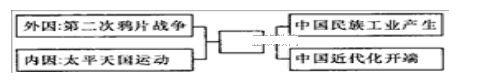 外因:第二次鸦片战争
中国民族工业产生
内因:太平天国运动
中国近代化开端